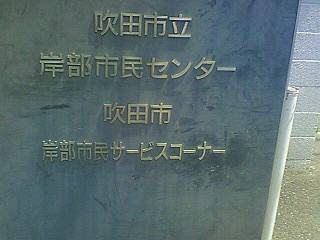 吹田市立
岸部市民センター
吹田市
岸部市民サービスコーナー